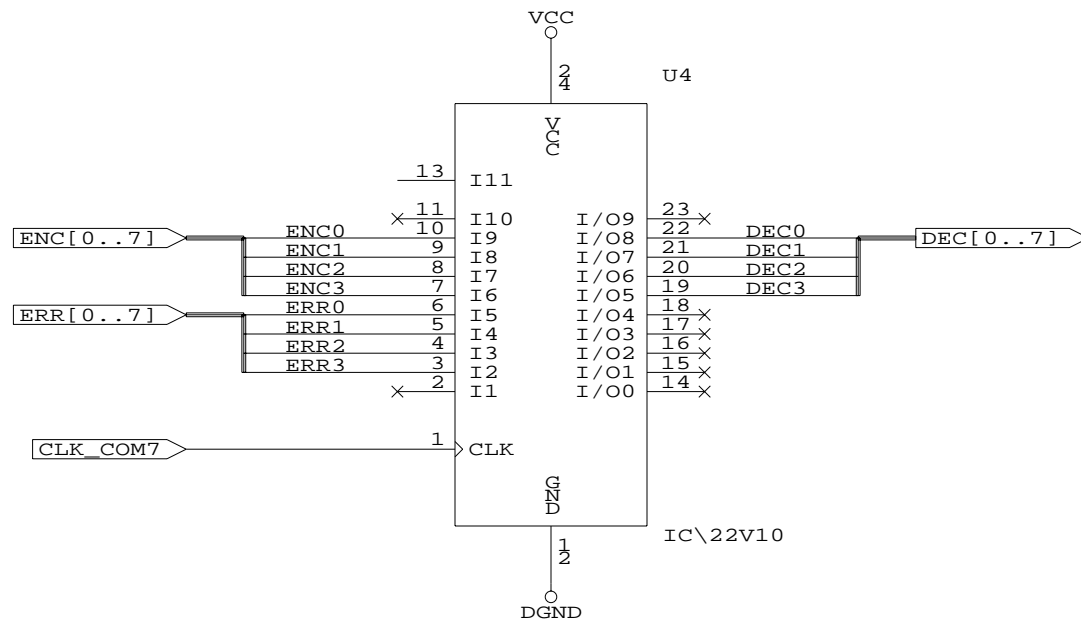 VCC
24
U4
VCC
13 I11
11 I10 I/O9 23
ENC[0..7] ENC0 10 I9 I/O8 22 DEC0 DEC[0..7]
ENC1 9 I8 I/O7 21 DEC1
ENC2 8 I7 I/O6 20 DEC2
ENC3 7 I6 I/O5 19 DEC3
ERR[0..7] ERR0 6 I5 I/O4 18
ERR1 5 I4 I/O3 17
ERR2 4 I3 I/O2 16
ERR3 3 I2 I/O1 15
2 I1 I/O0 14
CLK_COM7 1 CLK
GND
IC\22V10
12
DGND